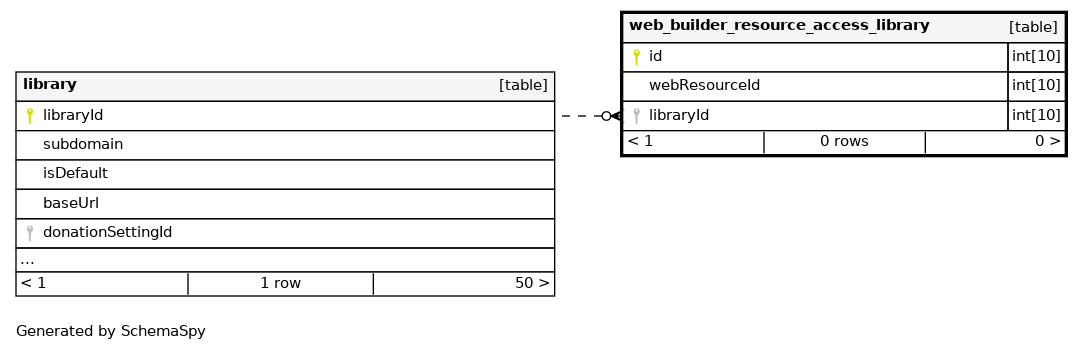 web_builder_resource_access_library [table]
id int[10]
webResourceId int[10]
libraryId int[10]
< 1 0 rows 0 >
library [table]
libraryId
subdomain
isDefault
baseUrl
donationSettingId
...
< 1 1 row 50 >
Generated by SchemaSpy